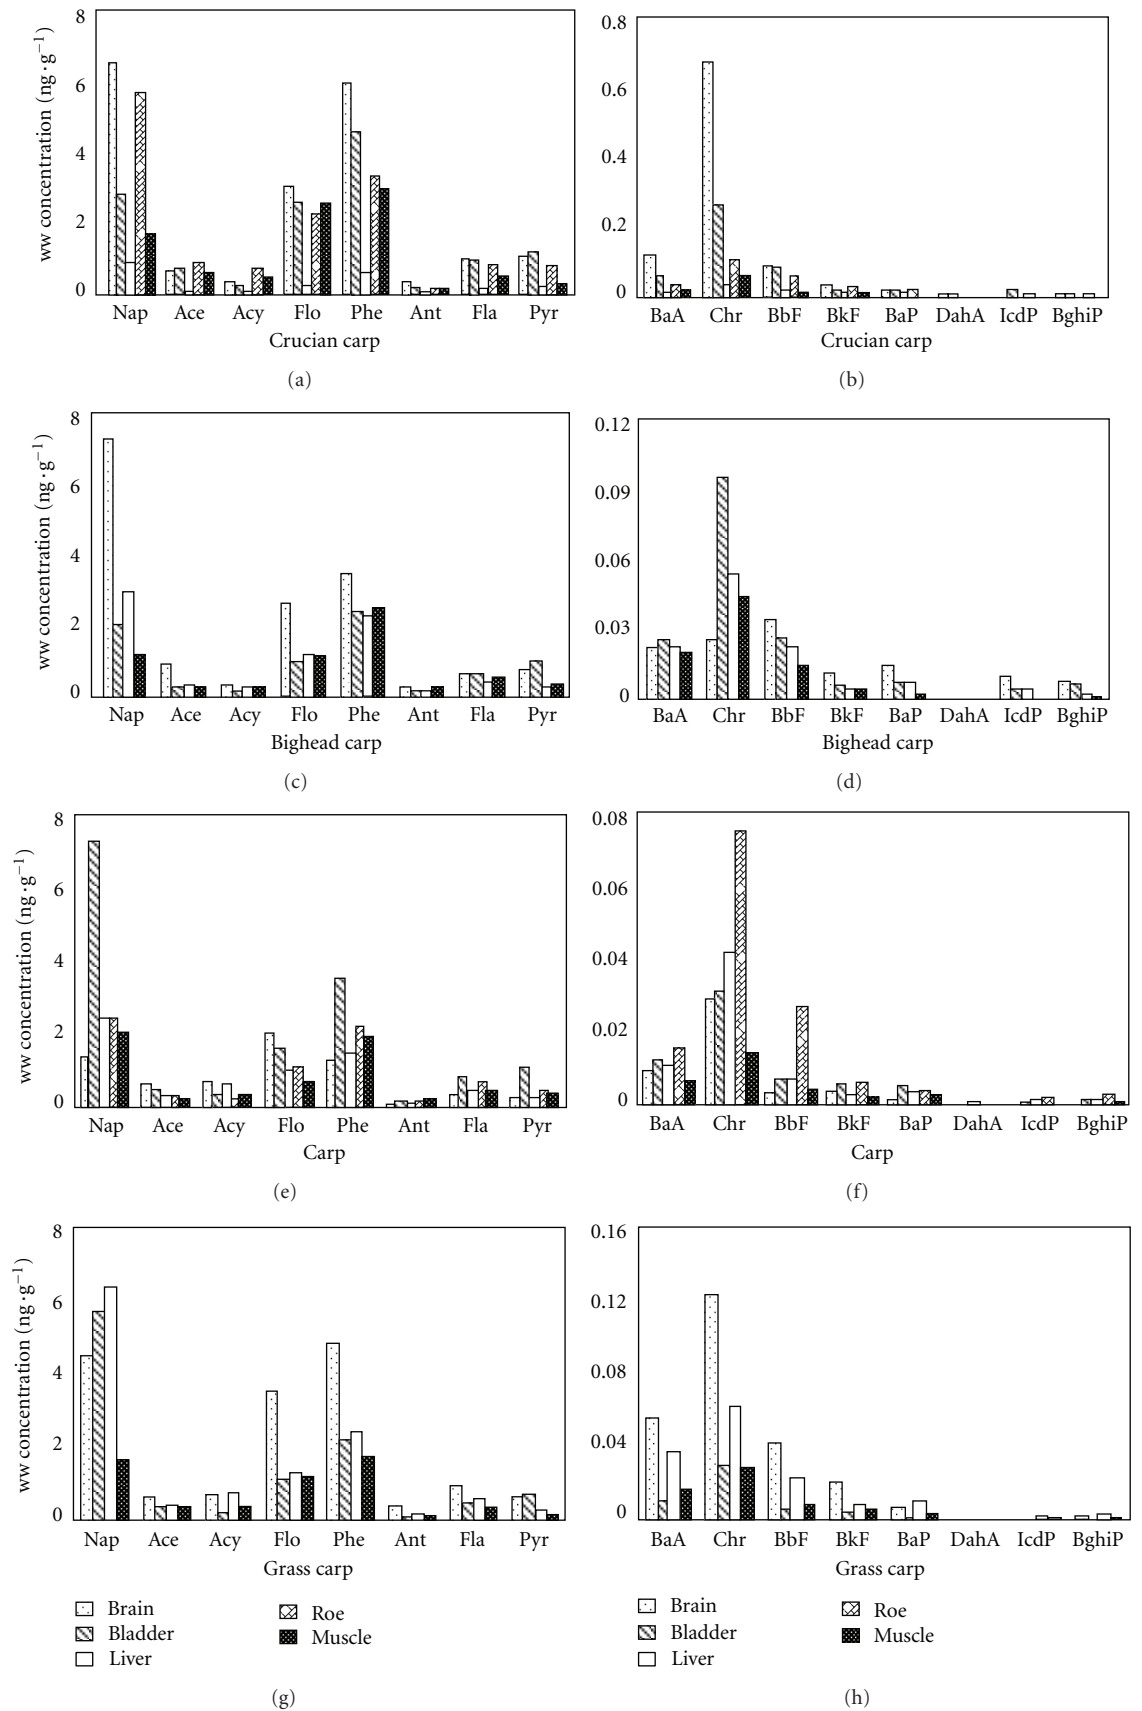 ww concentration (ng·g⁻¹)
8
6
4
2
0
Nap Ace Acy Flo Phe Ant Fla Pyr
Crucian carp
(a)
0.8
0.6
0.4
0.2
0
BaA Chr BbF BkF BaP DahA IcdP BghiP
Crucian carp
(b)
ww concentration (ng·g⁻¹)
8
6
4
2
0
Nap Ace Acy Flo Phe Ant Fla Pyr
Bighead carp
(c)
0.12
0.09
0.06
0.03
0
BaA Chr BbF BkF BaP DahA IcdP BghiP
Bighead carp
(d)
ww concentration (ng·g⁻¹)
8
6
4
2
0
Nap Ace Acy Flo Phe Ant Fla Pyr
Carp
(e)
0.08
0.06
0.04
0.02
0
BaA Chr BbF BkF BaP DahA IcdP BghiP
Carp
(f)
ww concentration (ng·g⁻¹)
8
6
4
2
0
Nap Ace Acy Flo Phe Ant Fla Pyr
Grass carp
Brain
Bladder
Liver
Roe
Muscle
(g)
0.16
0.12
0.08
0.04
0
BaA Chr BbF BkF BaP DahA IcdP BghiP
Grass carp
Brain
Bladder
Liver
Roe
Muscle
(h)